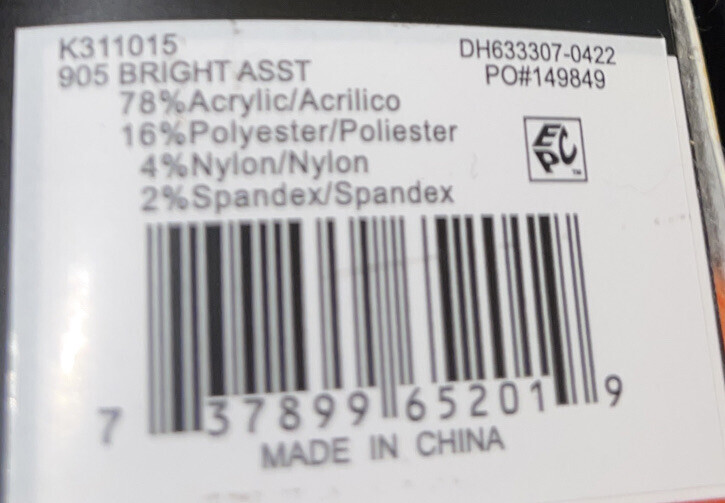 K311015
905 BRIGHT ASST
DH633307-0422
PO#149849
78%Acrylic/Acrilico
16%Polyester/Poliester
4%Nylon/Nylon
2%Spandex/Spandex
EPC™
7 37899 65201 9
MADE IN CHINA